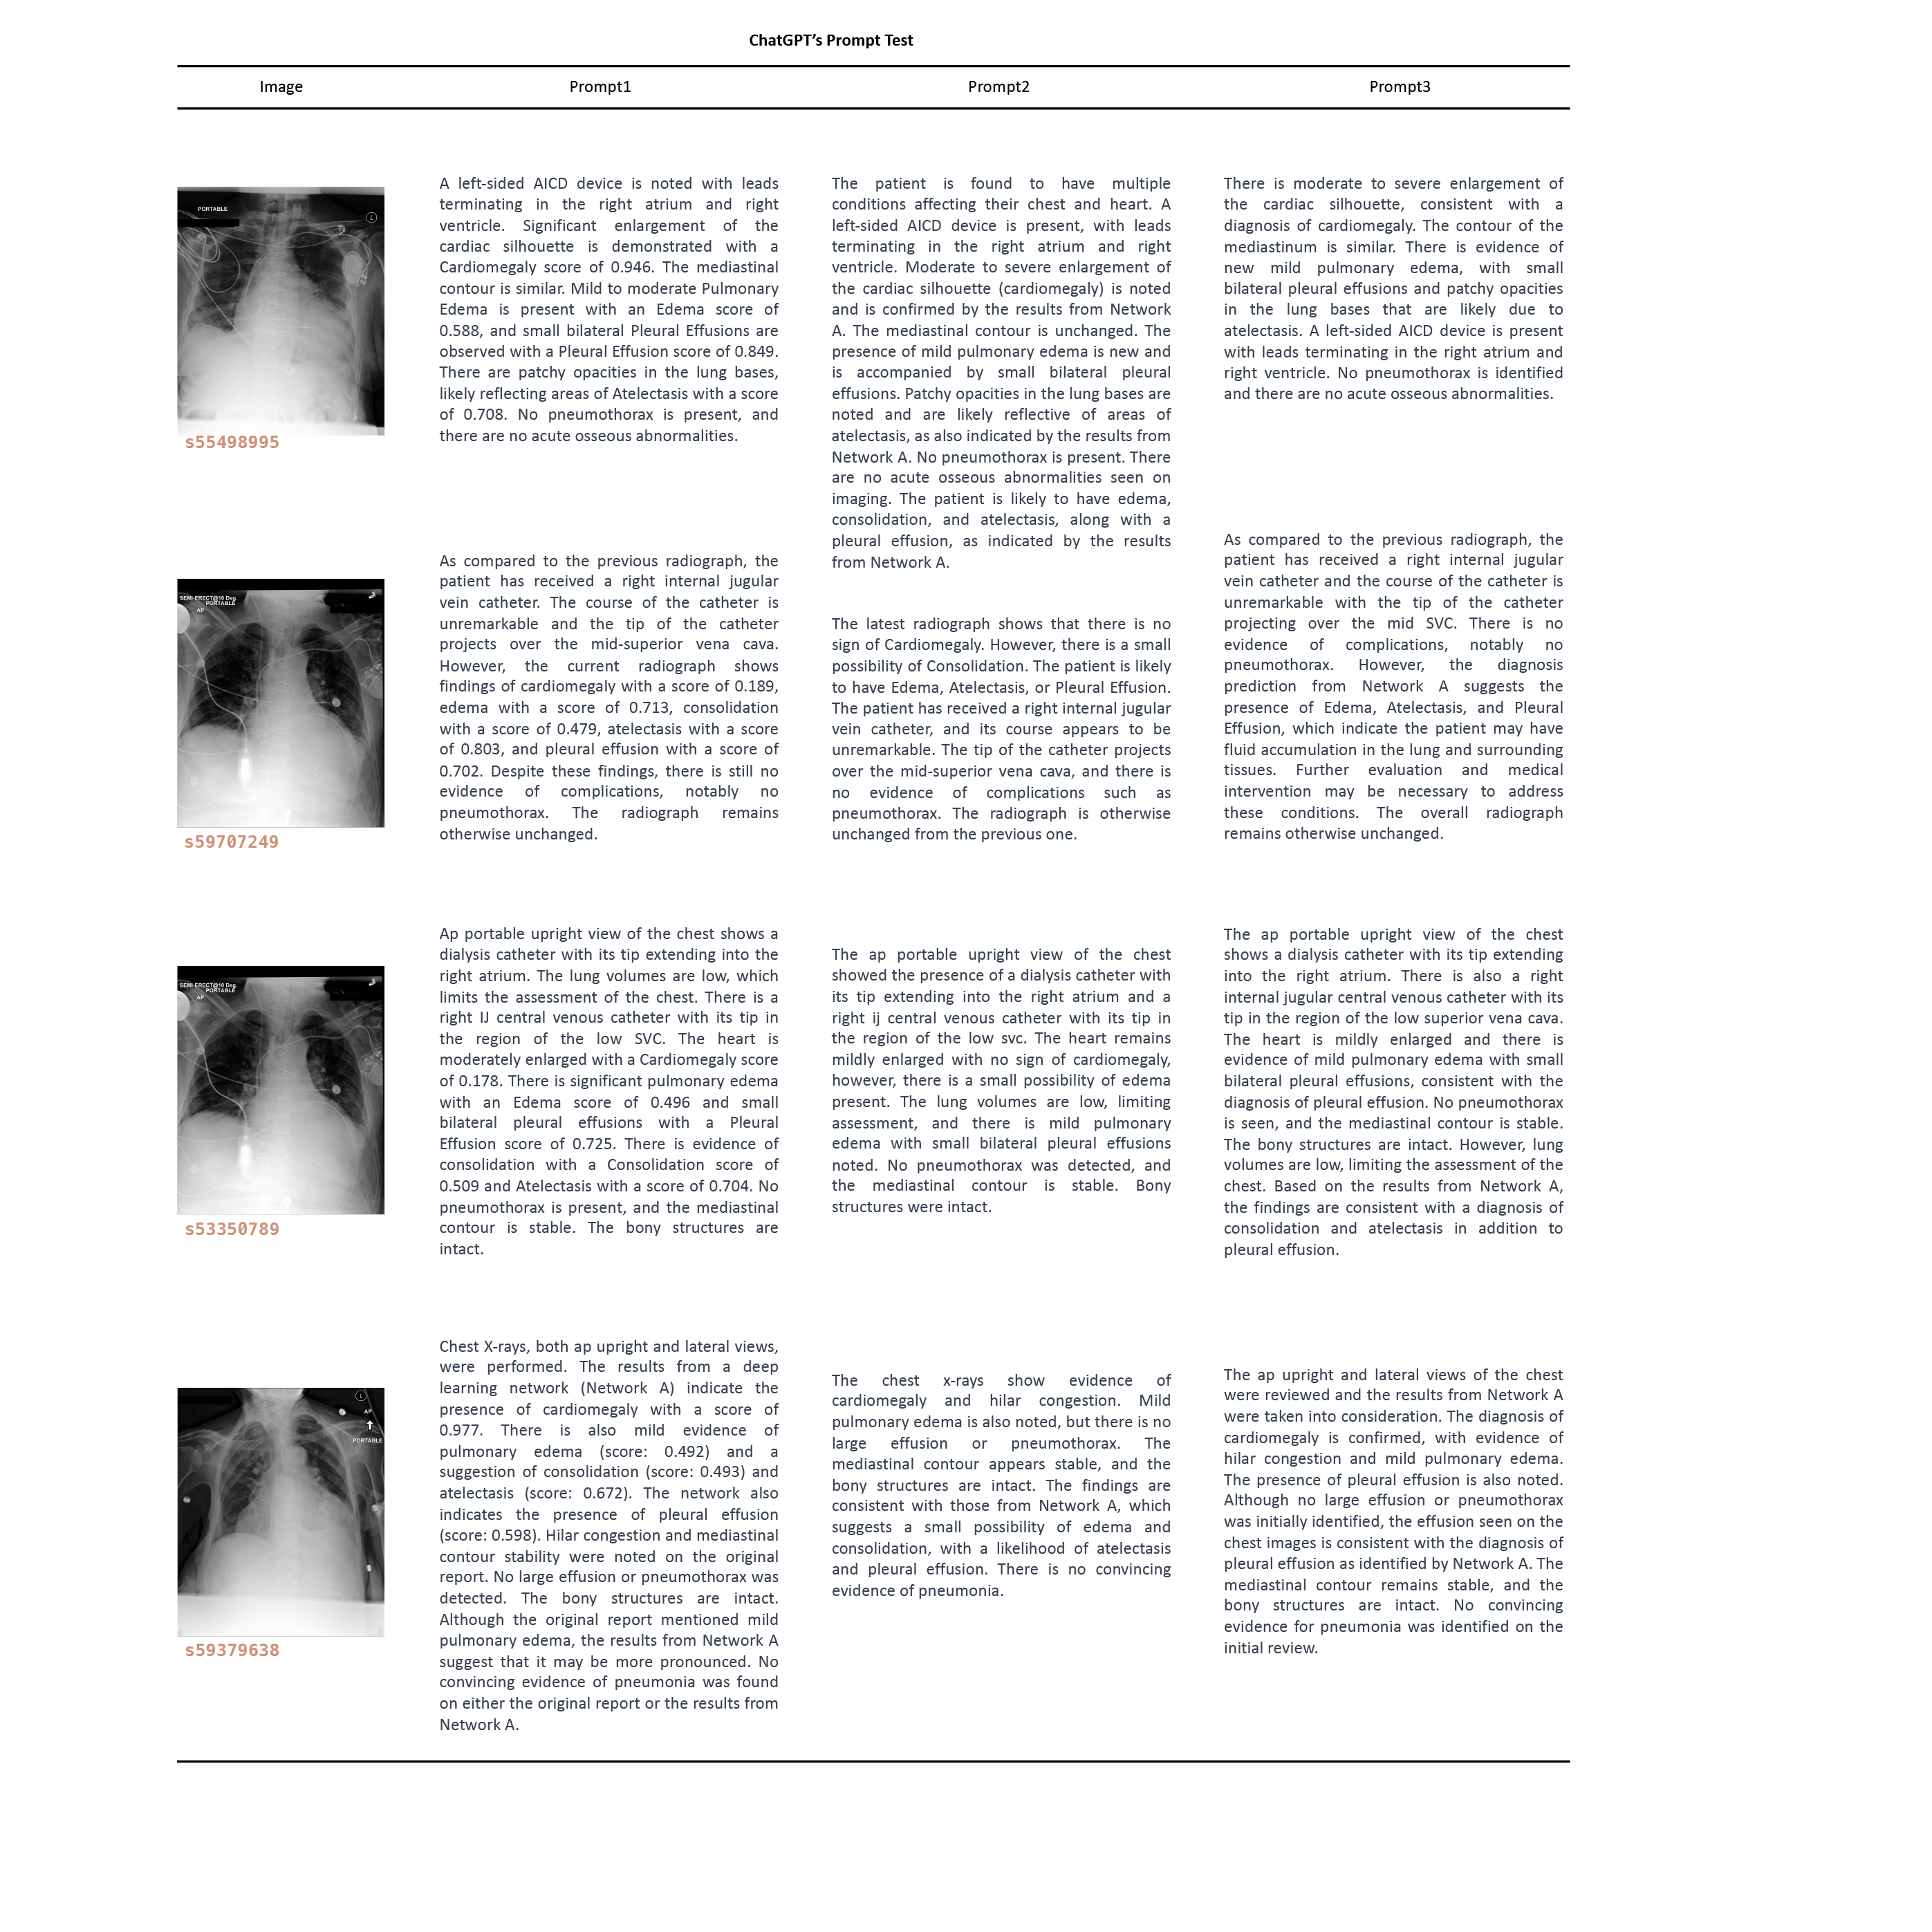 ChatGPT’s Prompt Test
Image
Prompt1
Prompt2
Prompt3
PORTABLE
L
s55498995
A left-sided AICD device is noted with leads
terminating in the right atrium and right
ventricle. Significant enlargement of the
cardiac silhouette is demonstrated with a
Cardiomegaly score of 0.946. The mediastinal
contour is similar. Mild to moderate Pulmonary
Edema is present with an Edema score of
0.588, and small bilateral Pleural Effusions are
observed with a Pleural Effusion score of 0.849.
There are patchy opacities in the lung bases,
likely reflecting areas of Atelectasis with a score
of 0.708. No pneumothorax is present, and
there are no acute osseous abnormalities.
The patient is found to have multiple
conditions affecting their chest and heart. A
left-sided AICD device is present, with leads
terminating in the right atrium and right
ventricle. Moderate to severe enlargement of
the cardiac silhouette (cardiomegaly) is noted
and is confirmed by the results from Network
A. The mediastinal contour is unchanged. The
presence of mild pulmonary edema is new and
is accompanied by small bilateral pleural
effusions. Patchy opacities in the lung bases are
noted and are likely reflective of areas of
atelectasis, as also indicated by the results from
Network A. No pneumothorax is present. There
are no acute osseous abnormalities seen on
imaging. The patient is likely to have edema,
consolidation, and atelectasis, along with a
pleural effusion, as indicated by the results
from Network A.
There is moderate to severe enlargement of
the cardiac silhouette, consistent with a
diagnosis of cardiomegaly. The contour of the
mediastinum is similar. There is evidence of
new mild pulmonary edema, with small
bilateral pleural effusions and patchy opacities
in the lung bases that are likely due to
atelectasis. A left-sided AICD device is present
with leads terminating in the right atrium and
right ventricle. No pneumothorax is identified
and there are no acute osseous abnormalities.
SEMI-ERECT@10 Deg.
PORTABLE
AP
s59707249
As compared to the previous radiograph, the
patient has received a right internal jugular
vein catheter. The course of the catheter is
unremarkable and the tip of the catheter
projects over the mid-superior vena cava.
However, the current radiograph shows
findings of cardiomegaly with a score of 0.189,
edema with a score of 0.713, consolidation
with a score of 0.479, atelectasis with a score
of 0.803, and pleural effusion with a score of
0.702. Despite these findings, there is still no
evidence of complications, notably no
pneumothorax. The radiograph remains
otherwise unchanged.
The latest radiograph shows that there is no
sign of Cardiomegaly. However, there is a small
possibility of Consolidation. The patient is likely
to have Edema, Atelectasis, or Pleural Effusion.
The patient has received a right internal jugular
vein catheter, and its course appears to be
unremarkable. The tip of the catheter projects
over the mid-superior vena cava, and there is
no evidence of complications such as
pneumothorax. The radiograph is otherwise
unchanged from the previous one.
As compared to the previous radiograph, the
patient has received a right internal jugular
vein catheter and the course of the catheter is
unremarkable with the tip of the catheter
projecting over the mid SVC. There is no
evidence of complications, notably no
pneumothorax. However, the diagnosis
prediction from Network A suggests the
presence of Edema, Atelectasis, and Pleural
Effusion, which indicate the patient may have
fluid accumulation in the lung and surrounding
tissues. Further evaluation and medical
intervention may be necessary to address
these conditions. The overall radiograph
remains otherwise unchanged.
SEMI-ERECT@10 Deg.
PORTABLE
AP
s53350789
Ap portable upright view of the chest shows a
dialysis catheter with its tip extending into the
right atrium. The lung volumes are low, which
limits the assessment of the chest. There is a
right IJ central venous catheter with its tip in
the region of the low SVC. The heart is
moderately enlarged with a Cardiomegaly score
of 0.178. There is significant pulmonary edema
with an Edema score of 0.496 and small
bilateral pleural effusions with a Pleural
Effusion score of 0.725. There is evidence of
consolidation with a Consolidation score of
0.509 and Atelectasis with a score of 0.704. No
pneumothorax is present, and the mediastinal
contour is stable. The bony structures are
intact.
The ap portable upright view of the chest
showed the presence of a dialysis catheter with
its tip extending into the right atrium and a
right ij central venous catheter with its tip in
the region of the low svc. The heart remains
mildly enlarged with no sign of cardiomegaly,
however, there is a small possibility of edema
present. The lung volumes are low, limiting
assessment, and there is mild pulmonary
edema with small bilateral pleural effusions
noted. No pneumothorax was detected, and
the mediastinal contour is stable. Bony
structures were intact.
The ap portable upright view of the chest
shows a dialysis catheter with its tip extending
into the right atrium. There is also a right
internal jugular central venous catheter with its
tip in the region of the low superior vena cava.
The heart is mildly enlarged and there is
evidence of mild pulmonary edema with small
bilateral pleural effusions, consistent with the
diagnosis of pleural effusion. No pneumothorax
is seen, and the mediastinal contour is stable.
The bony structures are intact. However, lung
volumes are low, limiting the assessment of the
chest. Based on the results from Network A,
the findings are consistent with a diagnosis of
consolidation and atelectasis in addition to
pleural effusion.
L
AP
PORTABLE
s59379638
Chest X-rays, both ap upright and lateral views,
were performed. The results from a deep
learning network (Network A) indicate the
presence of cardiomegaly with a score of
0.977. There is also mild evidence of
pulmonary edema (score: 0.492) and a
suggestion of consolidation (score: 0.493) and
atelectasis (score: 0.672). The network also
indicates the presence of pleural effusion
(score: 0.598). Hilar congestion and mediastinal
contour stability were noted on the original
report. No large effusion or pneumothorax was
detected. The bony structures are intact.
Although the original report mentioned mild
pulmonary edema, the results from Network A
suggest that it may be more pronounced. No
convincing evidence of pneumonia was found
on either the original report or the results from
Network A.
The chest x-rays show evidence of
cardiomegaly and hilar congestion. Mild
pulmonary edema is also noted, but there is no
large effusion or pneumothorax. The
mediastinal contour appears stable, and the
bony structures are intact. The findings are
consistent with those from Network A, which
suggests a small possibility of edema and
consolidation, with a likelihood of atelectasis
and pleural effusion. There is no convincing
evidence of pneumonia.
The ap upright and lateral views of the chest
were reviewed and the results from Network A
were taken into consideration. The diagnosis of
cardiomegaly is confirmed, with evidence of
hilar congestion and mild pulmonary edema.
The presence of pleural effusion is also noted.
Although no large effusion or pneumothorax
was initially identified, the effusion seen on the
chest images is consistent with the diagnosis of
pleural effusion as identified by Network A. The
mediastinal contour remains stable, and the
bony structures are intact. No convincing
evidence for pneumonia was identified on the
initial review.